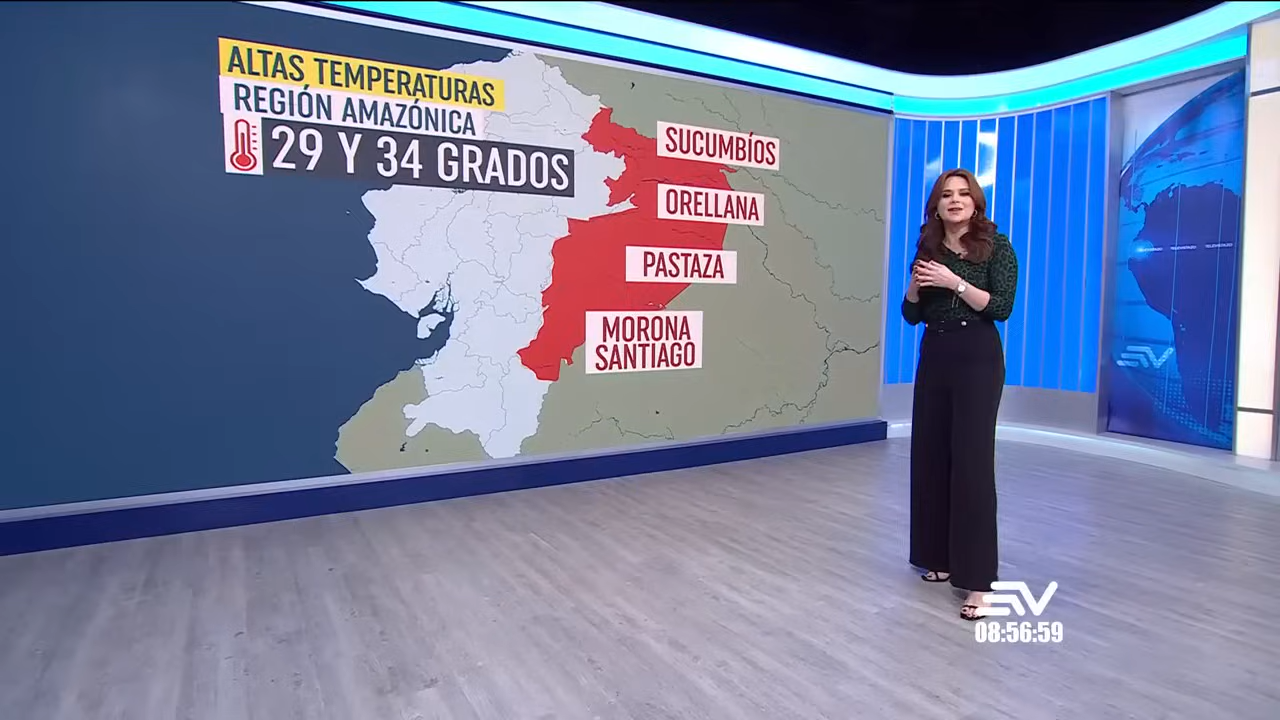 ALTAS TEMPERATURAS
REGIÓN AMAZÓNICA
29 Y 34 GRADOS
SUCUMBÍOS
ORELLANA
PASTAZA
MORONA
SANTIAGO
08:56:59